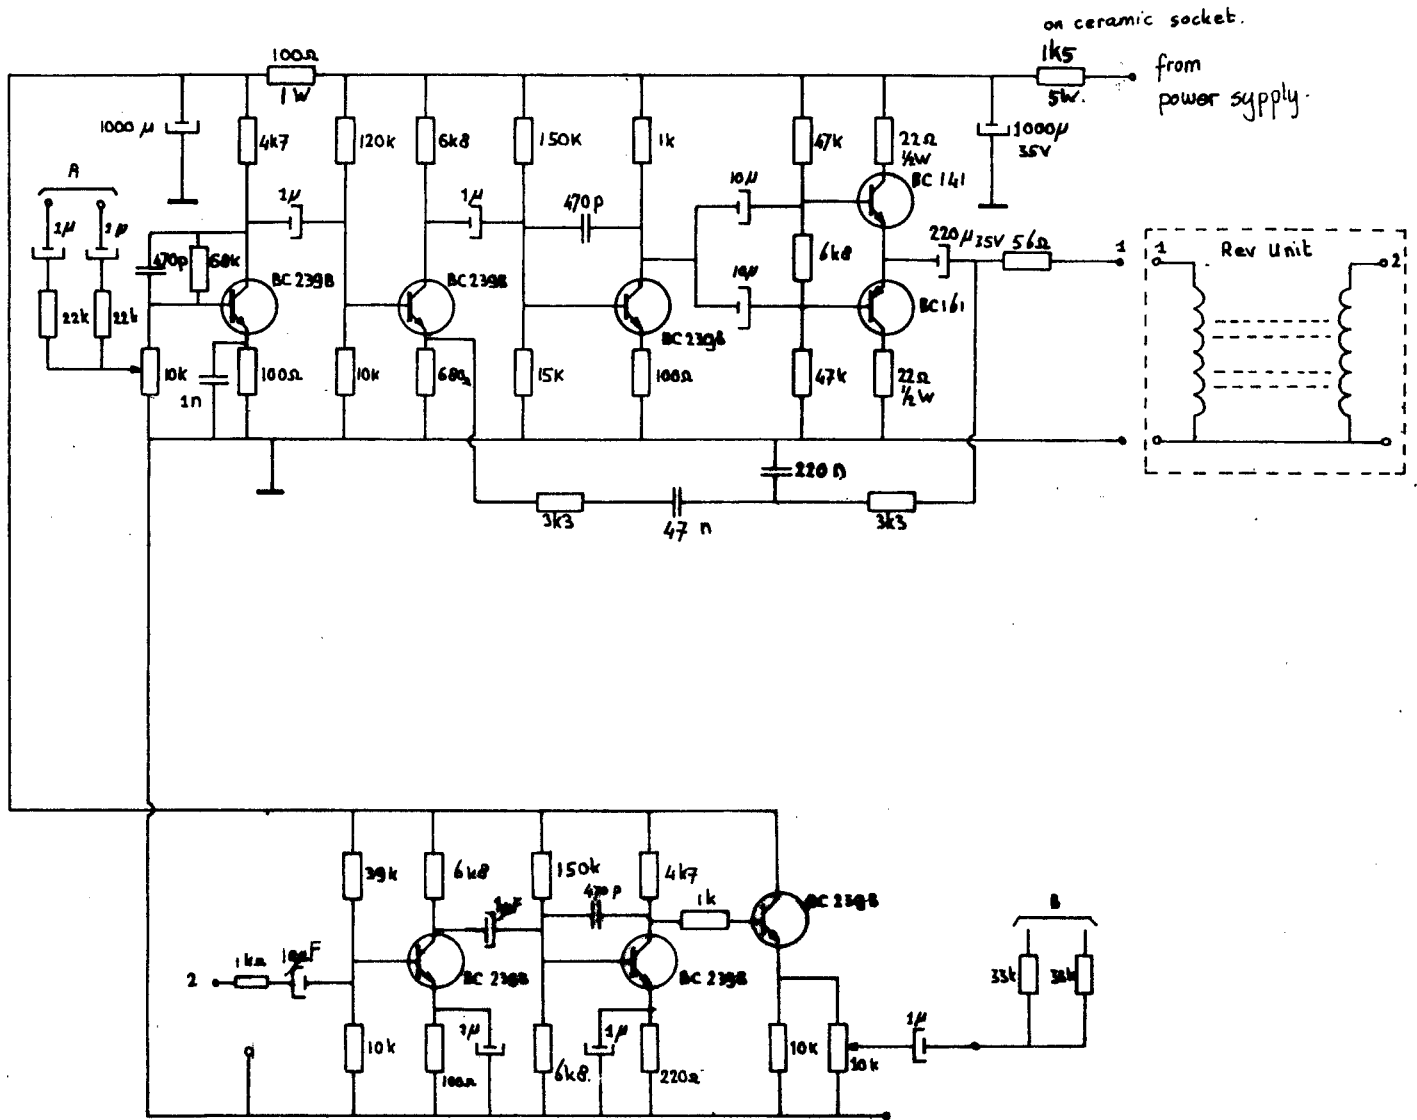 on ceramic socket.
1k5
5W.
from
power sypply.
100Ω
1W
1000 µ
4k7
120k
6k8
150K
1k
47K
22Ω
½W
1000µ
35V
BC 141
A
1µ
2µ
1µ
470p
10µ
470p
68k
BC 239B
BC 239B
6k8
220µ 35V 56Ω
1
1
Rev Unit
2
22k
22k
10µ
BC161
BC 239B
10k
1n
100Ω
10k
680Ω
15K
100Ω
47k
22Ω
½W
220 n
3k3
47 n
3k3
39k
6k8
150k
470 p
4k7
1k
BC 239B
B
2
1kΩ
BC 239B
BC 239B
33k
10k
1µ
1µ
10k
10k
1µ
100Ω
6k8.
220Ω